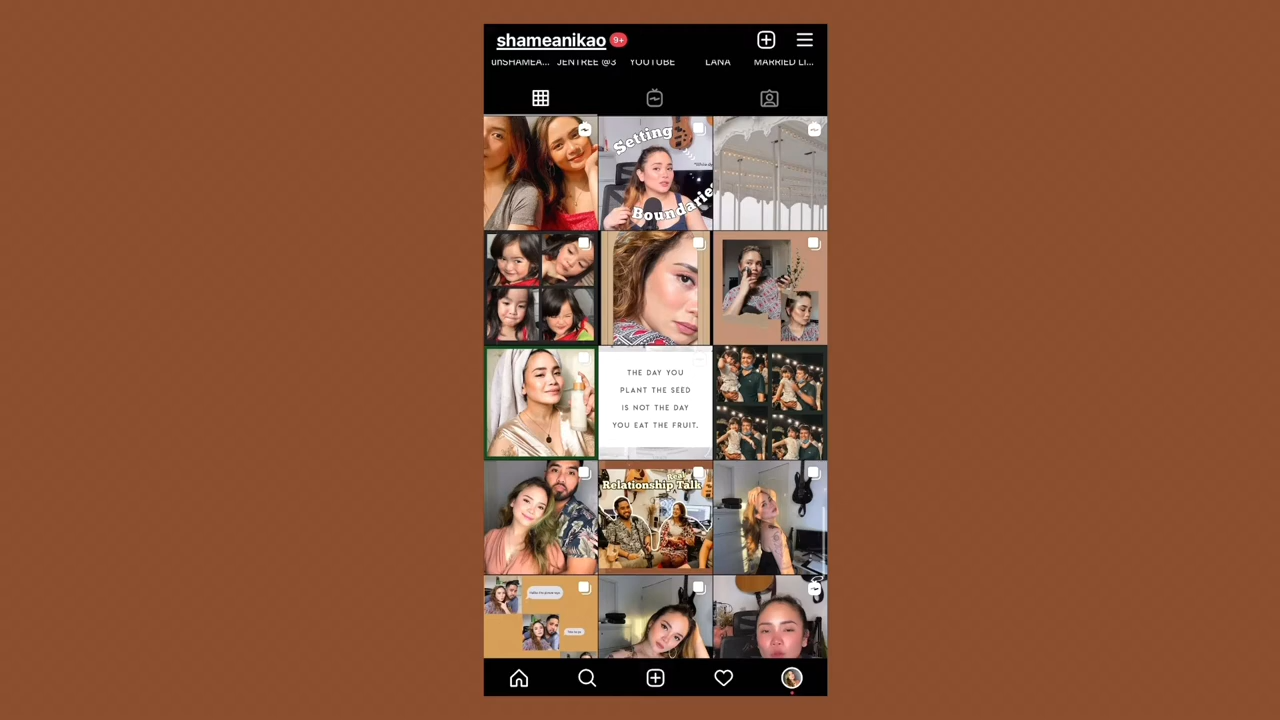 shameanikao 9+
unSHAMEA... JENTREE @3 YOUTUBE LANA MARRIED LI...
Setting
Boundaries
THE DAY YOU
PLANT THE SEED
IS NOT THE DAY
YOU EAT THE FRUIT.
Real
Relationship Talk